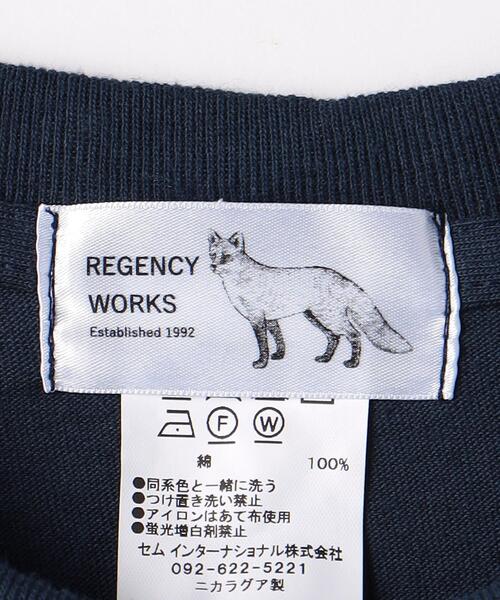 REGENCY
WORKS
Established 1992
F W
綿 100%
●同系色と一緒に洗う
●つけ置き洗い禁止
●アイロンはあて布使用
●蛍光増白剤禁止
セム インターナショナル株式会社
092-622-5221
ニカラグア製